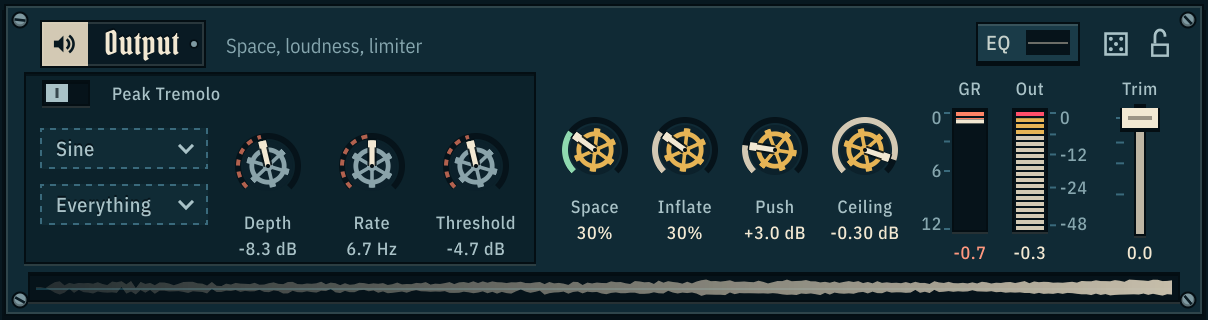 Output
Space, loudness, limiter
EQ
Peak Tremolo
Sine
Everything
Depth
-8.3 dB
Rate
6.7 Hz
Threshold
-4.7 dB
Space
30%
Inflate
30%
Push
+3.0 dB
Ceiling
-0.30 dB
GR
0
6
12
-0.7
Out
-0
-12
-24
-48
-0.3
Trim
0.0